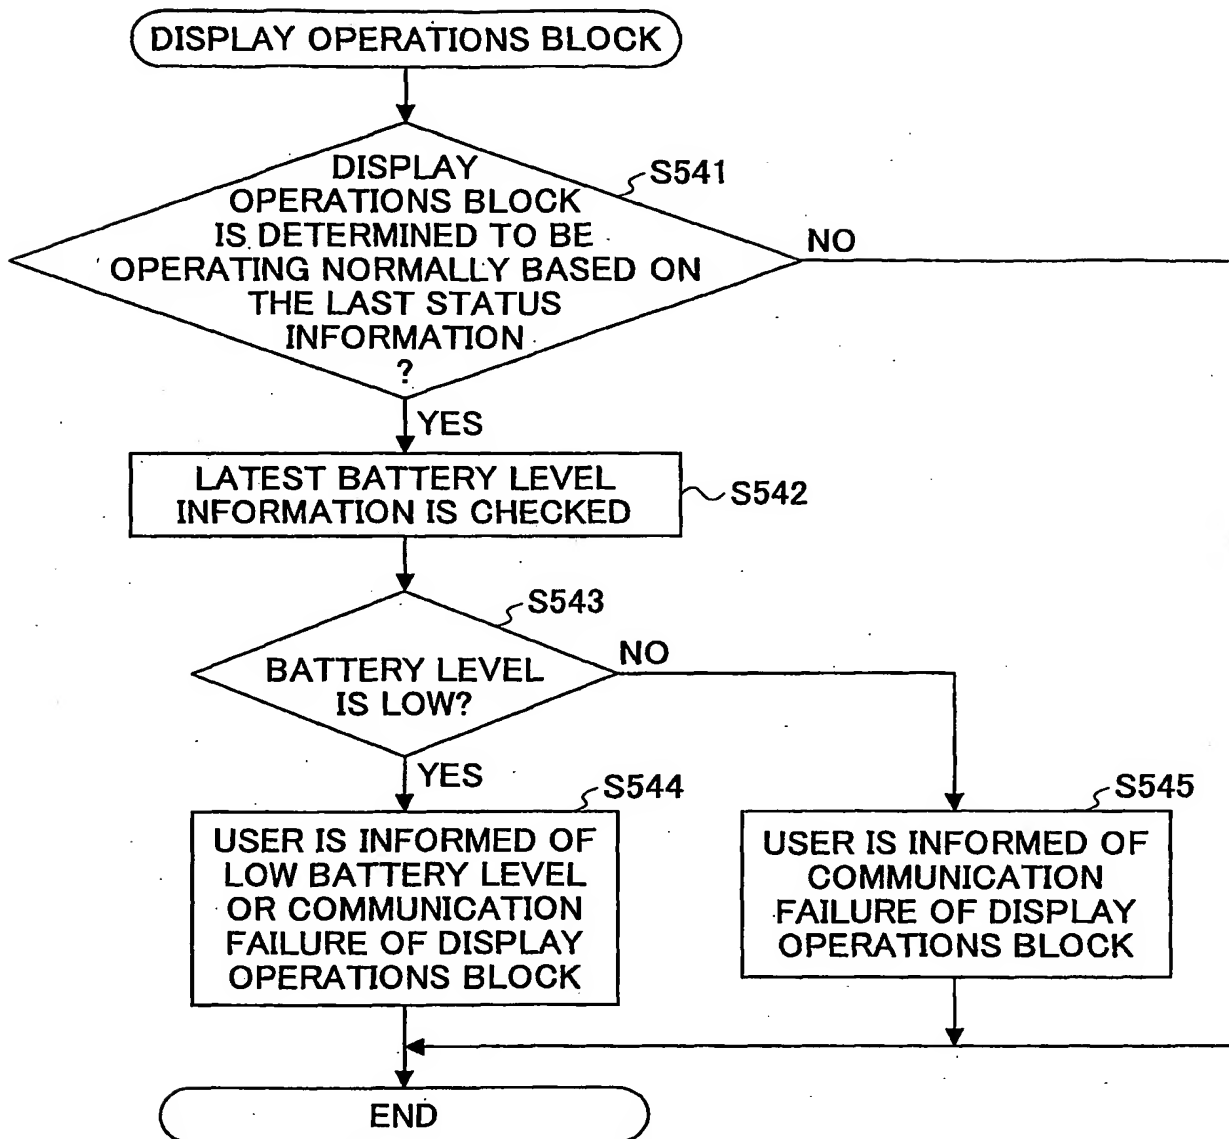 DISPLAY OPERATIONS BLOCK
DISPLAY
OPERATIONS BLOCK
IS DETERMINED TO BE
OPERATING NORMALLY BASED ON
THE LAST STATUS
INFORMATION
?
S541
NO
YES
LATEST BATTERY LEVEL
INFORMATION IS CHECKED
S542
S543
BATTERY LEVEL
IS LOW?
NO
YES
S544
USER IS INFORMED OF
LOW BATTERY LEVEL
OR COMMUNICATION
FAILURE OF DISPLAY
OPERATIONS BLOCK
S545
USER IS INFORMED OF
COMMUNICATION
FAILURE OF DISPLAY
OPERATIONS BLOCK
END